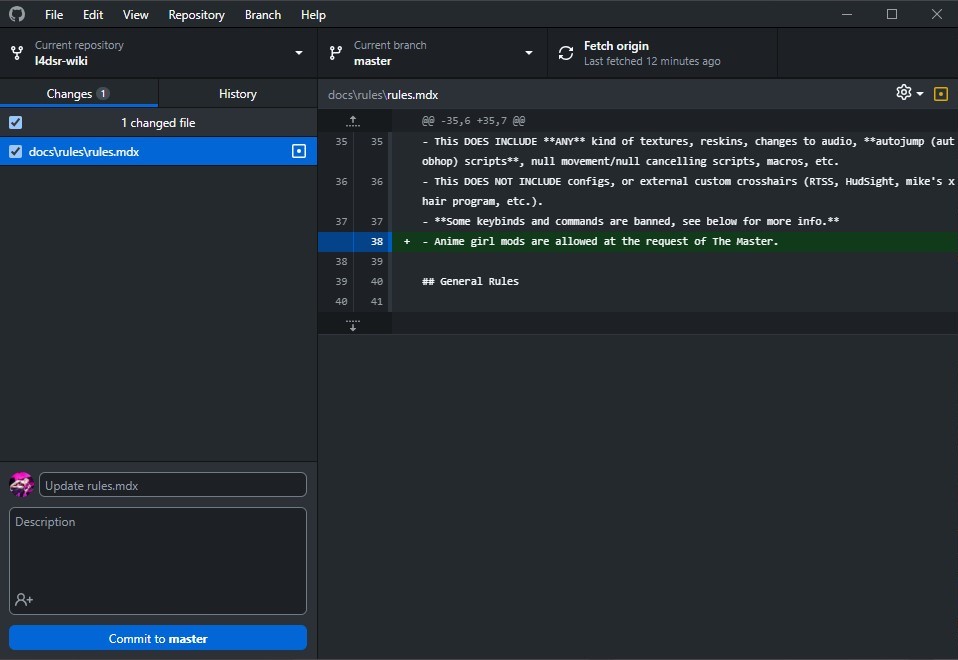 File Edit View Repository Branch Help
Current repository
l4dsr-wiki
Current branch
master
Fetch origin
Last fetched 12 minutes ago
Changes 1
History
1 changed file
docs\rules\rules.mdx
docs\rules\rules.mdx
@@ -35,6 +35,7 @@
35 35 - This DOES INCLUDE **ANY** kind of textures, reskins, changes to audio, **autojump (aut
obhop) scripts**, null movement/null cancelling scripts, macros, etc.
36 36 - This DOES NOT INCLUDE configs, or external custom crosshairs (RTSS, HudSight, mike's x
hair program, etc.).
37 37 - **Some keybinds and commands are banned, see below for more info.**
38 + - Anime girl mods are allowed at the request of The Master.
38 39
39 40 ## General Rules
40 41
Update rules.mdx
Description
Commit to master